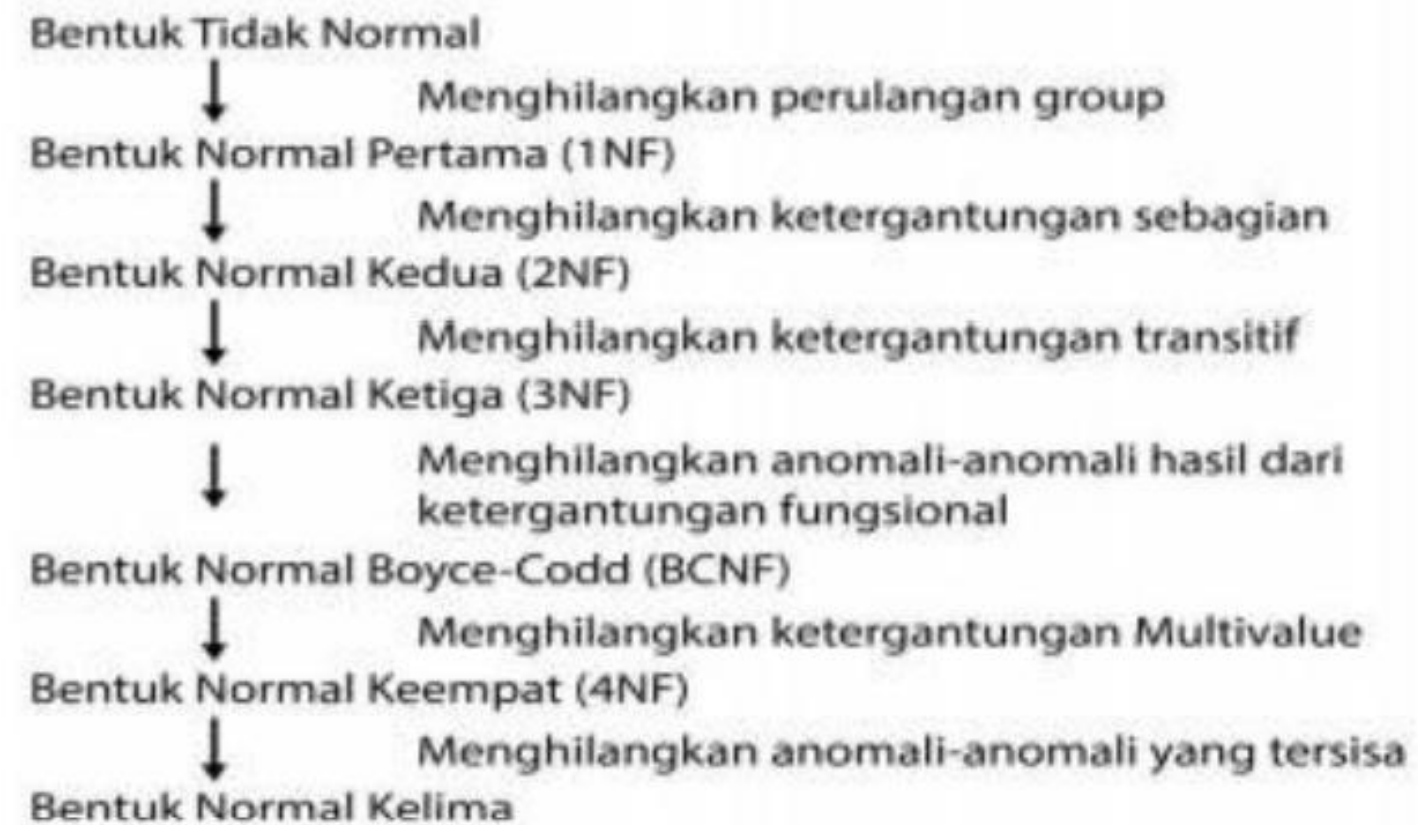 Bentuk Tidak Normal
Menghilangkan perulangan group
Bentuk Normal Pertama (1NF)
Menghilangkan ketergantungan sebagian
Bentuk Normal Kedua (2NF)
Menghilangkan ketergantungan transitif
Bentuk Normal Ketiga (3NF)
Menghilangkan anomali-anomali hasil dari
ketergantungan fungsional
Bentuk Normal Boyce-Codd (BCNF)
Menghilangkan ketergantungan Multivalue
Bentuk Normal Keempat (4NF)
Menghilangkan anomali-anomali yang tersisa
Bentuk Normal Kelima